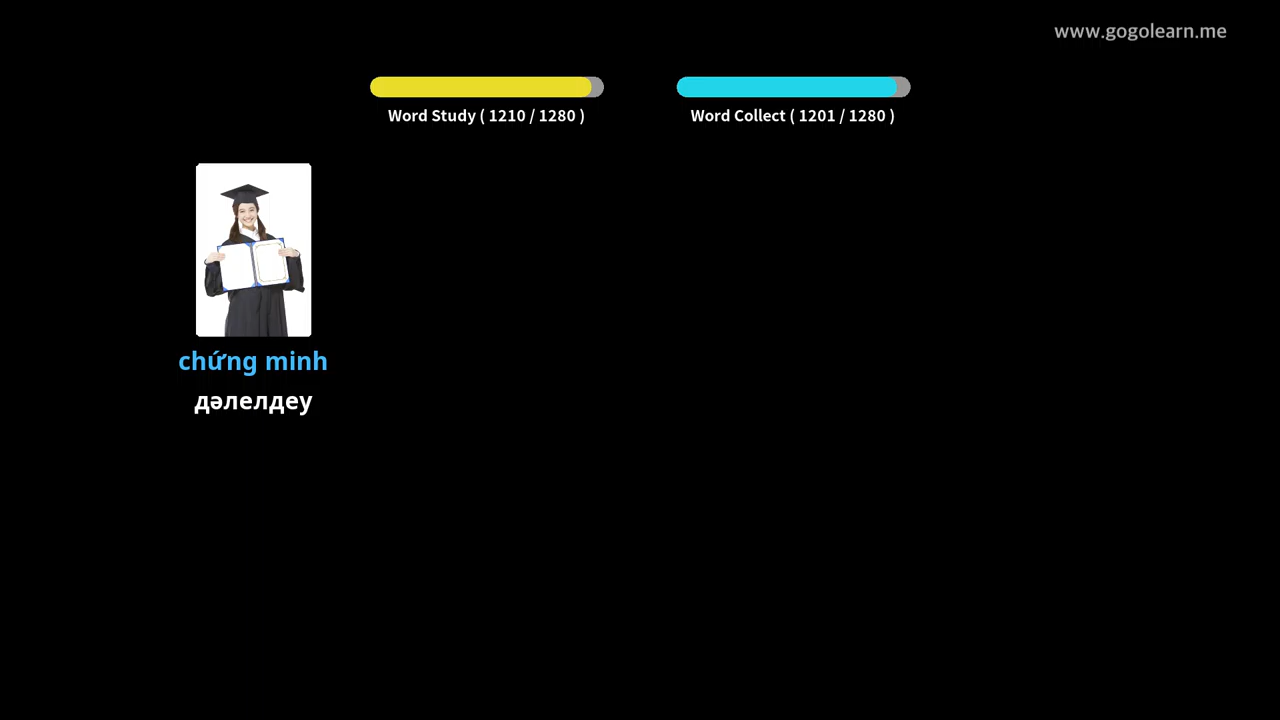 www.gogolearn.me
Word Study ( 1210 / 1280 )
Word Collect ( 1201 / 1280 )
chứng minh
дәлелдеу